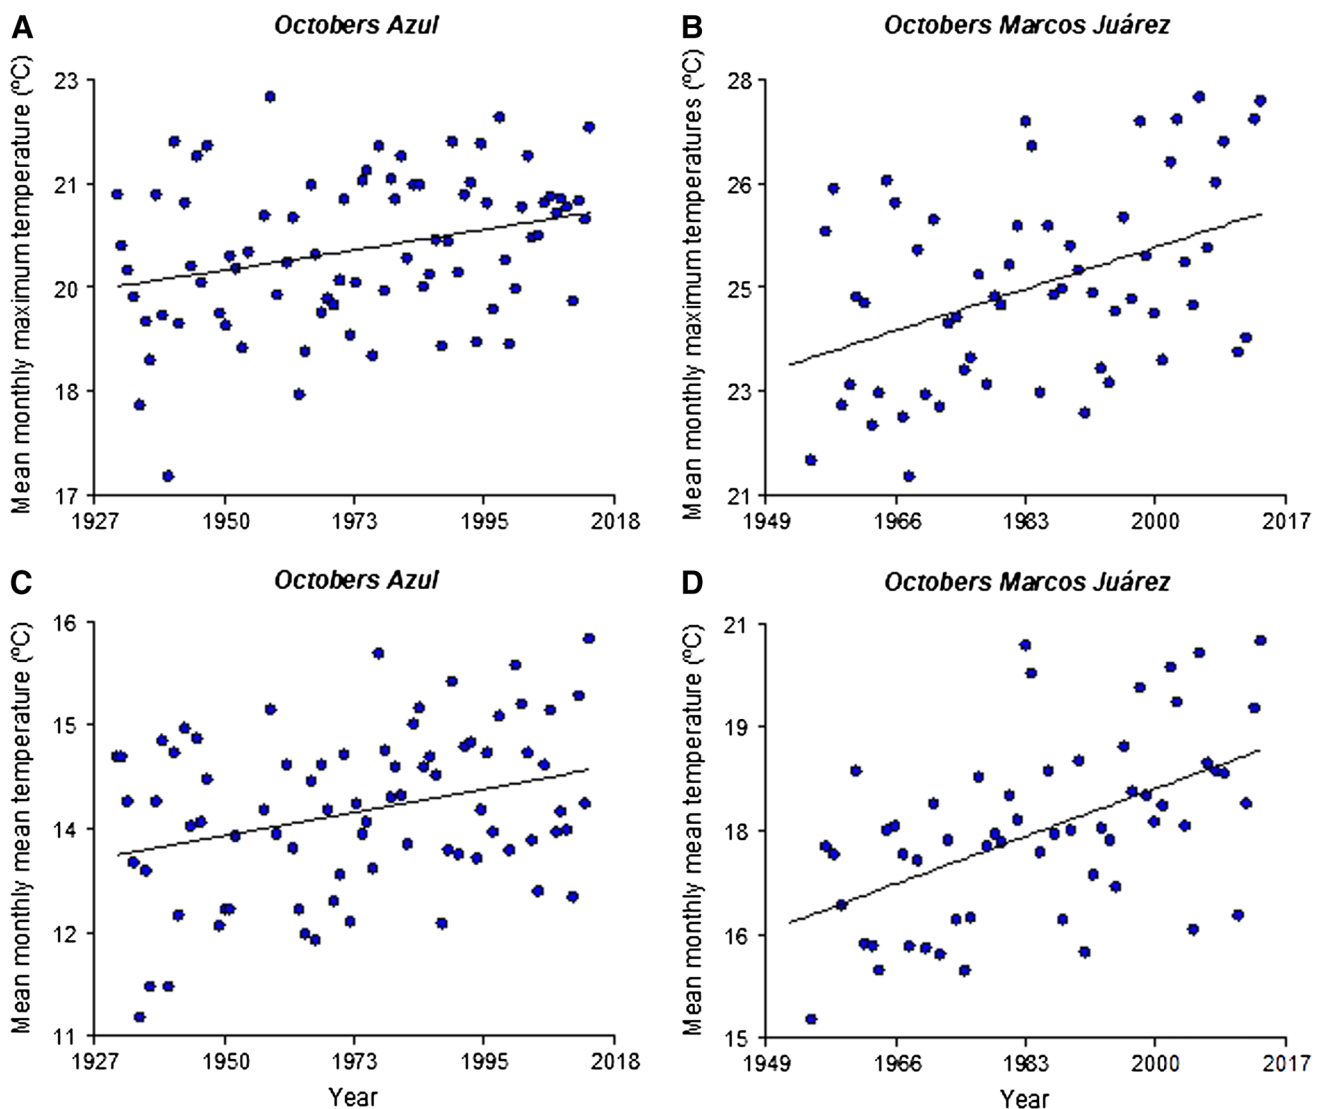 A
Octobers Azul
Mean monthly maximum temperature (ºC)
23
21
20
18
17
1927
1950
1973
1995
2018
B
Octobers Marcos Juárez
Mean monthly maximum temperatures (ºC)
28
26
25
23
21
1949
1966
1983
2000
2017
C
Octobers Azul
Mean monthly mean temperature (ºC)
16
15
14
12
11
1927
1950
1973
1995
2018
Year
D
Octobers Marcos Juárez
Mean monthly mean temperature (ºC)
21
19
18
16
15
1949
1966
1983
2000
2017
Year